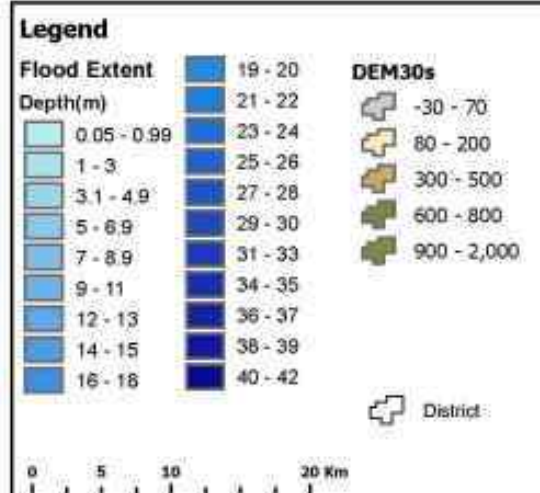 Legend
Flood Extent
Depth(m)
0.05 - 0.99
1 - 3
3.1 - 4.9
5 - 6.9
7 - 8.9
9 - 11
12 - 13
14 - 15
16 - 18
19 - 20
21 - 22
23 - 24
25 - 26
27 - 28
29 - 30
31 - 33
34 - 35
36 - 37
38 - 39
40 - 42
DEM30s
-30 - 70
80 - 200
300 - 500
600 - 800
900 - 2,000
District
0 5 10 20 Km